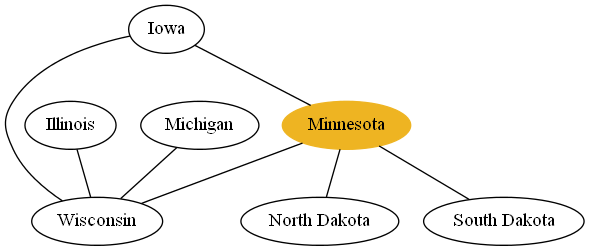 Iowa
Illinois
Michigan
Minnesota
Wisconsin
North Dakota
South Dakota